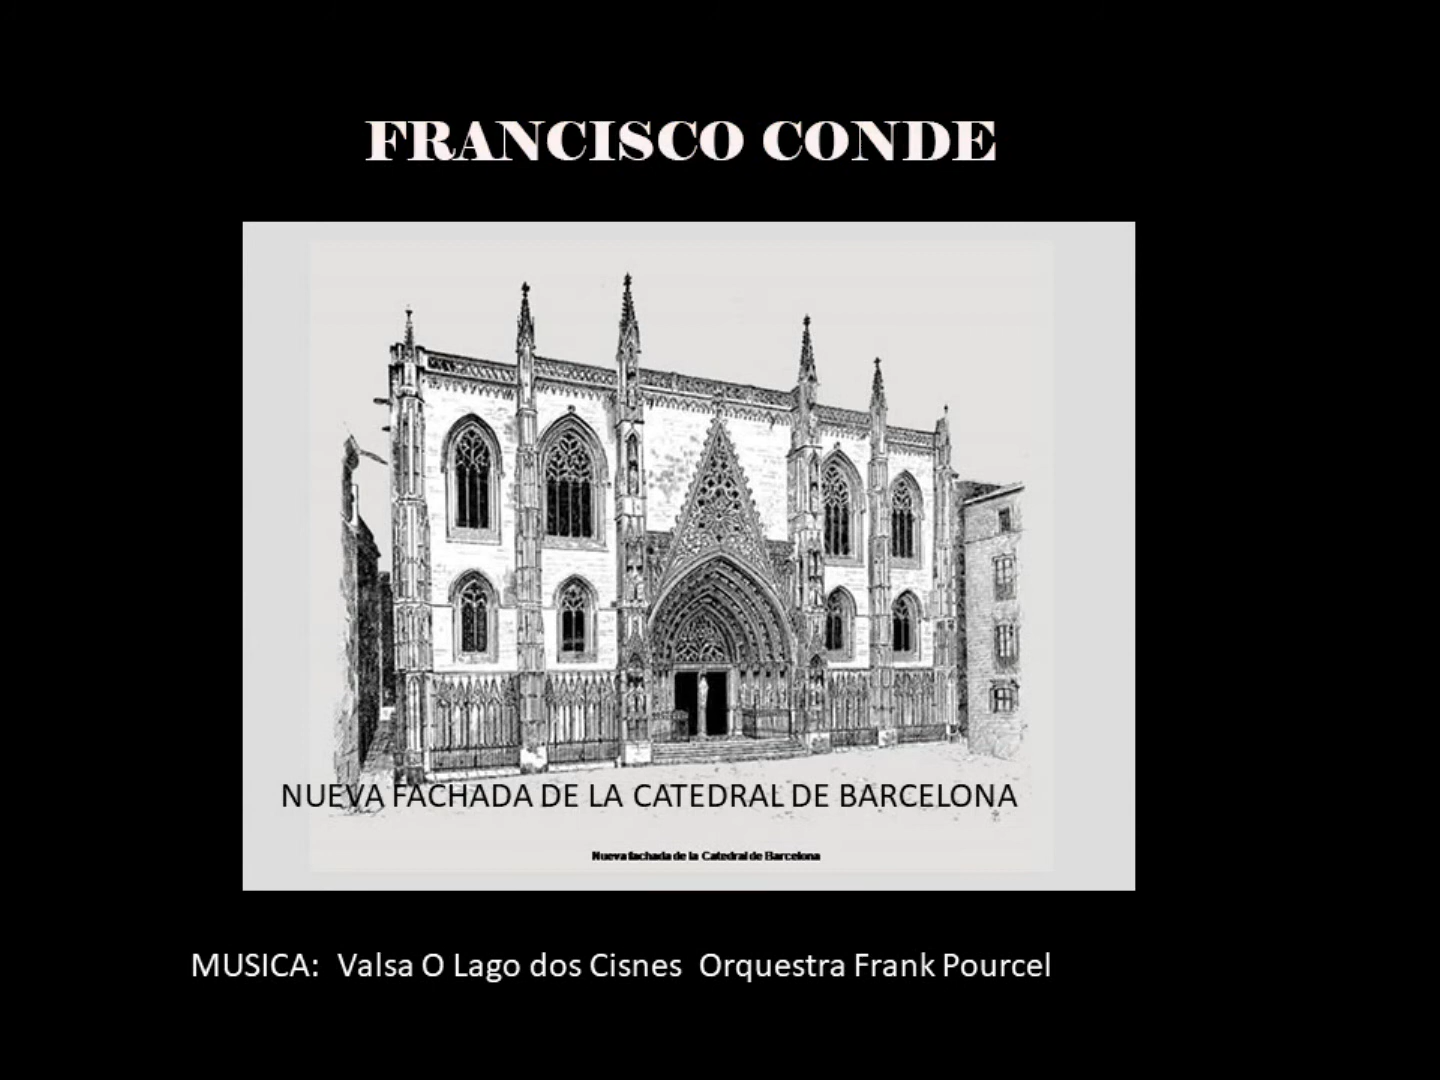 FRANCISCO CONDE
NUEVA FACHADA DE LA CATEDRAL DE BARCELONA
Nueva fachada de la Catedral de Barcelona
MUSICA: Valsa O Lago dos Cisnes Orquestra Frank Pourcel